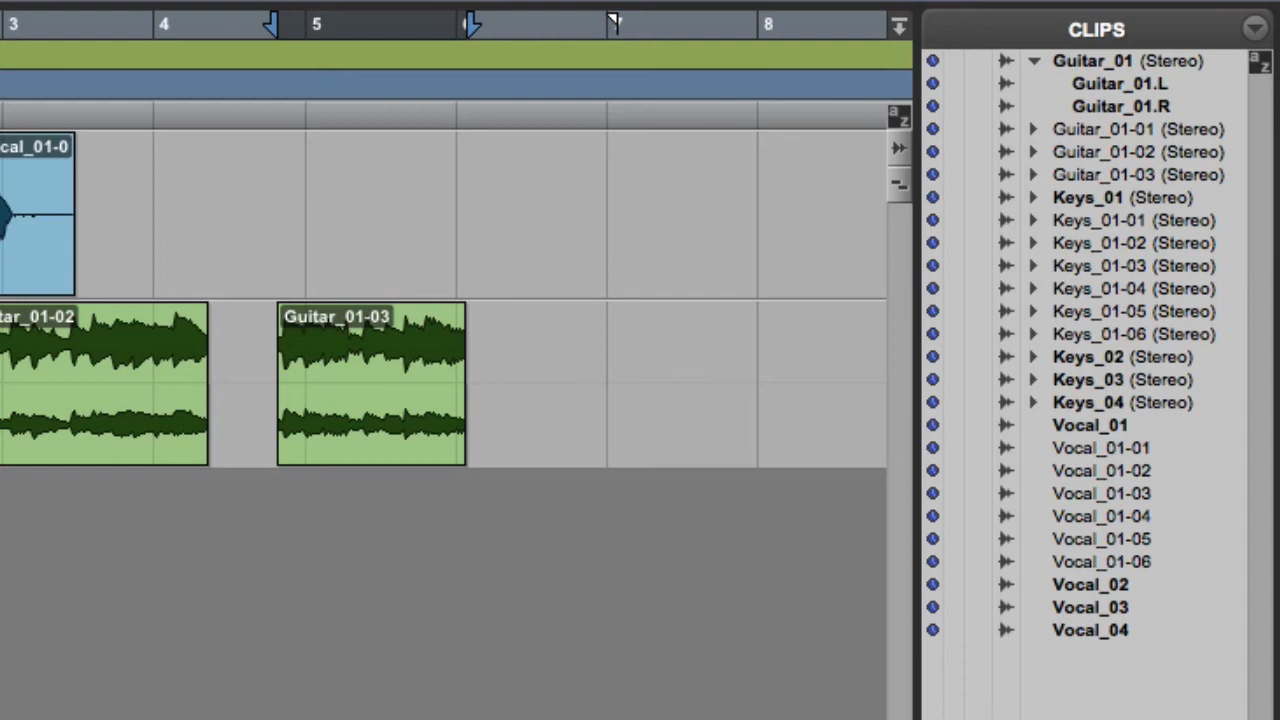 3 4 5 6 7 8
CLIPS
a z
a z
cal_01-0
tar_01-02
Guitar_01-03
Guitar_01 (Stereo)
Guitar_01.L
Guitar_01.R
Guitar_01-01 (Stereo)
Guitar_01-02 (Stereo)
Guitar_01-03 (Stereo)
Keys_01 (Stereo)
Keys_01-01 (Stereo)
Keys_01-02 (Stereo)
Keys_01-03 (Stereo)
Keys_01-04 (Stereo)
Keys_01-05 (Stereo)
Keys_01-06 (Stereo)
Keys_02 (Stereo)
Keys_03 (Stereo)
Keys_04 (Stereo)
Vocal_01
Vocal_01-01
Vocal_01-02
Vocal_01-03
Vocal_01-04
Vocal_01-05
Vocal_01-06
Vocal_02
Vocal_03
Vocal_04